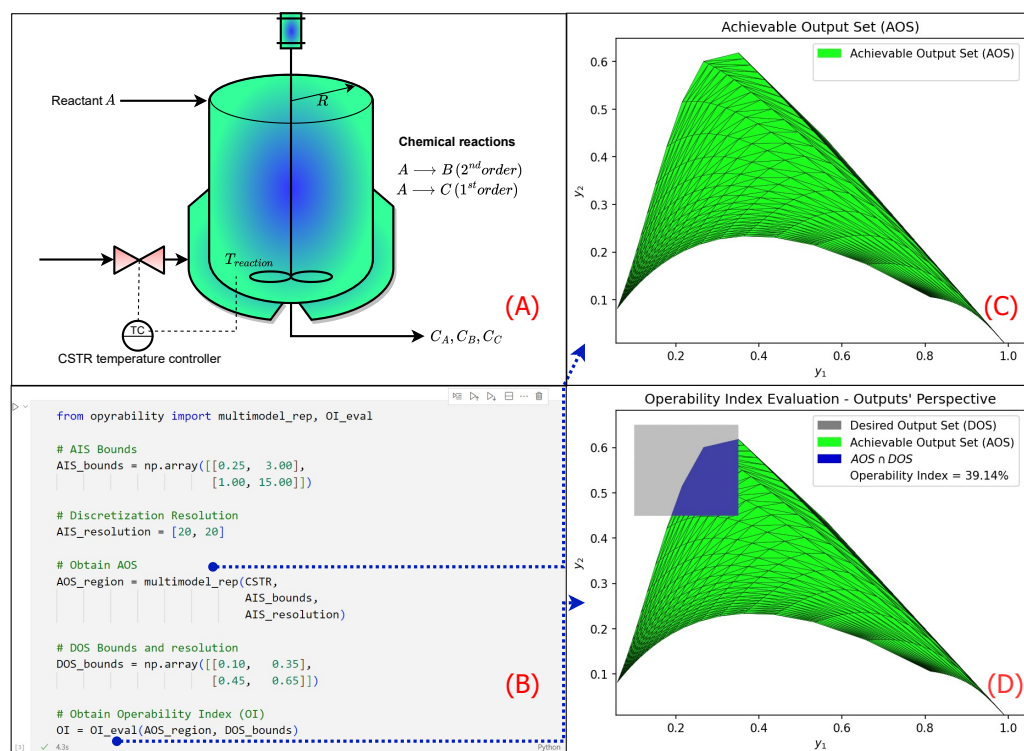 Reactant A
R
Chemical reactions
A ⟶ B (2ⁿᵈ order)
A ⟶ C (1ˢᵗ order)
T_reaction
TC
CSTR temperature controller
C_A, C_B, C_C
(A)
from opyrability import multimodel_rep, OI_eval
# AIS Bounds
AIS_bounds = np.array([[0.25, 3.00],
[1.00, 15.00]])
# Discretization Resolution
AIS_resolution = [20, 20]
# Obtain AOS
AOS_region = multimodel_rep(CSTR,
AIS_bounds,
AIS_resolution)
# DOS Bounds and resolution
DOS_bounds = np.array([[0.10, 0.35],
[0.45, 0.65]])
# Obtain Operability Index (OI)
OI = OI_eval(AOS_region, DOS_bounds)
[3] 4.3s Python
(B)
Achievable Output Set (AOS)
Achievable Output Set (AOS)
0.6
0.5
0.4
0.3
0.2
0.1
y₂
0.2 0.4 0.6 0.8 1.0
y₁
(C)
Operability Index Evaluation - Outputs' Perspective
Desired Output Set (DOS)
Achievable Output Set (AOS)
AOS ∩ DOS
Operability Index = 39.14%
0.6
0.5
0.4
0.3
0.2
0.1
y₂
0.2 0.4 0.6 0.8 1.0
y₁
(D)